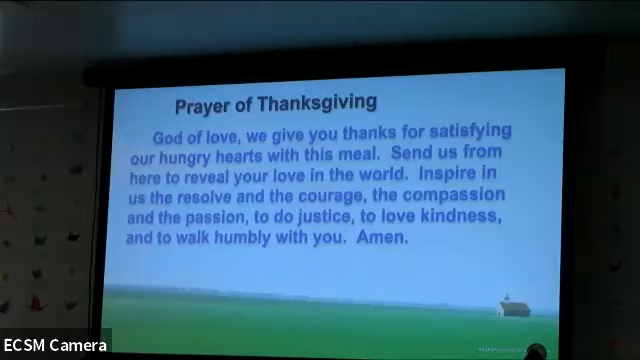 Prayer of Thanksgiving
God of love, we give you thanks for satisfying
our hungry hearts with this meal.  Send us from
here to reveal your love in the world.  Inspire in
us the resolve and the courage, the compassion
and the passion, to do justice, to love kindness,
and to walk humbly with you.  Amen.
ECSM Camera